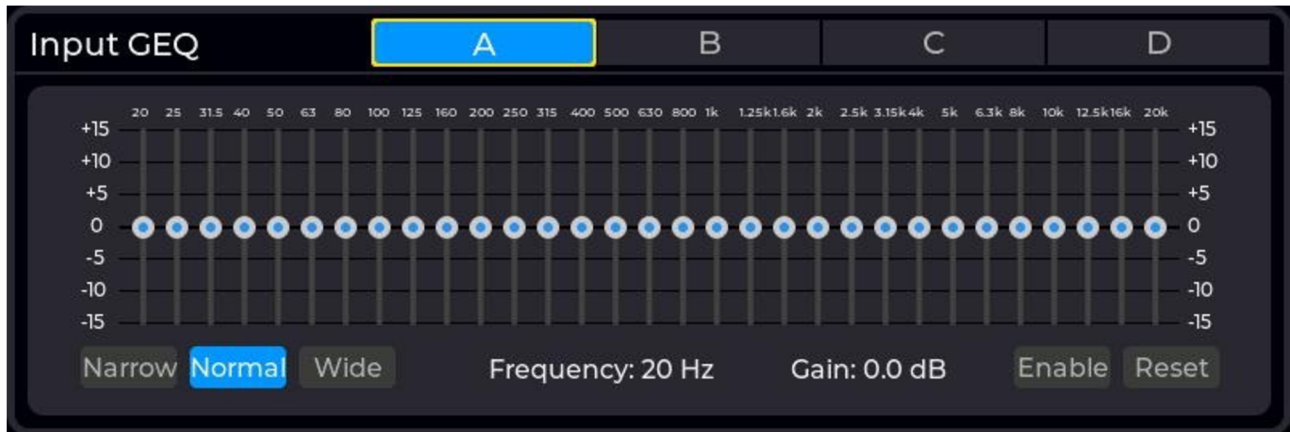 Input GEQ A B C D
20 25 31.5 40 50 63 80 100 125 160 200 250 315 400 500 630 800 1k 1.25k 1.6k 2k 2.5k 3.15k 4k 5k 6.3k 8k 10k 12.5k 16k 20k
+15 +15
+10 +10
+5 +5
0 0
-5 -5
-10 -10
-15 -15
Narrow Normal Wide Frequency: 20 Hz Gain: 0.0 dB Enable Reset